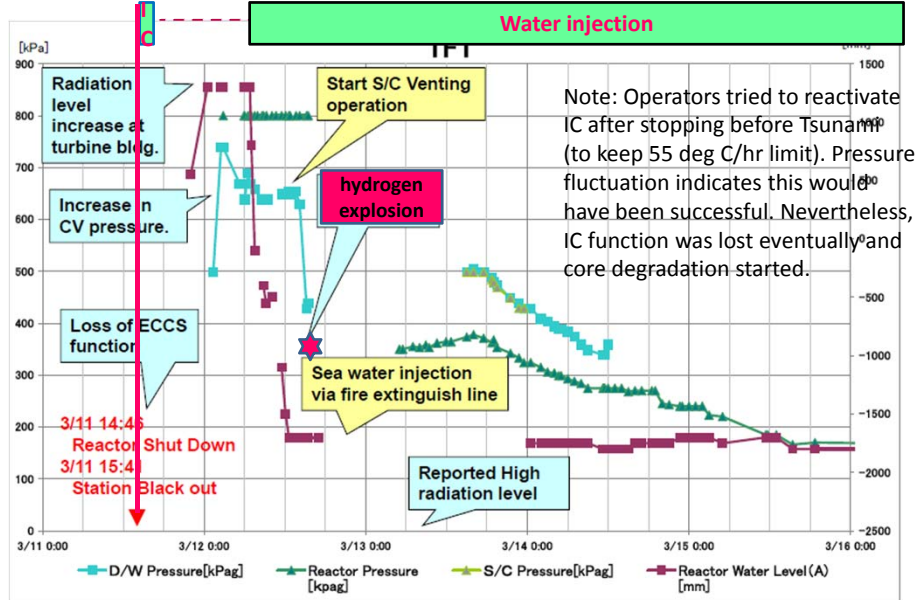 IC
Water injection
[kPa]
TFT
[mm]
900
800
700
600
500
400
300
200
100
0
1500
1000
500
0
-500
-1000
-1500
-2000
-2500
Radiation
level
increase at
turbine bldg.
Start S/C Venting
operation
Note: Operators tried to reactivate
IC after stopping before Tsunami
(to keep 55 deg C/hr limit). Pressure
fluctuation indicates this would
have been successful. Nevertheless,
IC function was lost eventually and
core degradation started.
hydrogen
explosion
Increase in
CV pressure.
Loss of ECCS
function
Sea water injection
via fire extinguish line
3/11 14:46
Reactor Shut Down
3/11 15:41
Station Black out
Reported High
radiation level
3/11 0:00
3/12 0:00
3/13 0:00
3/14 0:00
3/15 0:00
3/16 0:00
D/W Pressure[kPag]
Reactor Pressure
[kpag]
S/C Pressure[kPag]
Reactor Water Level(A)
[mm]